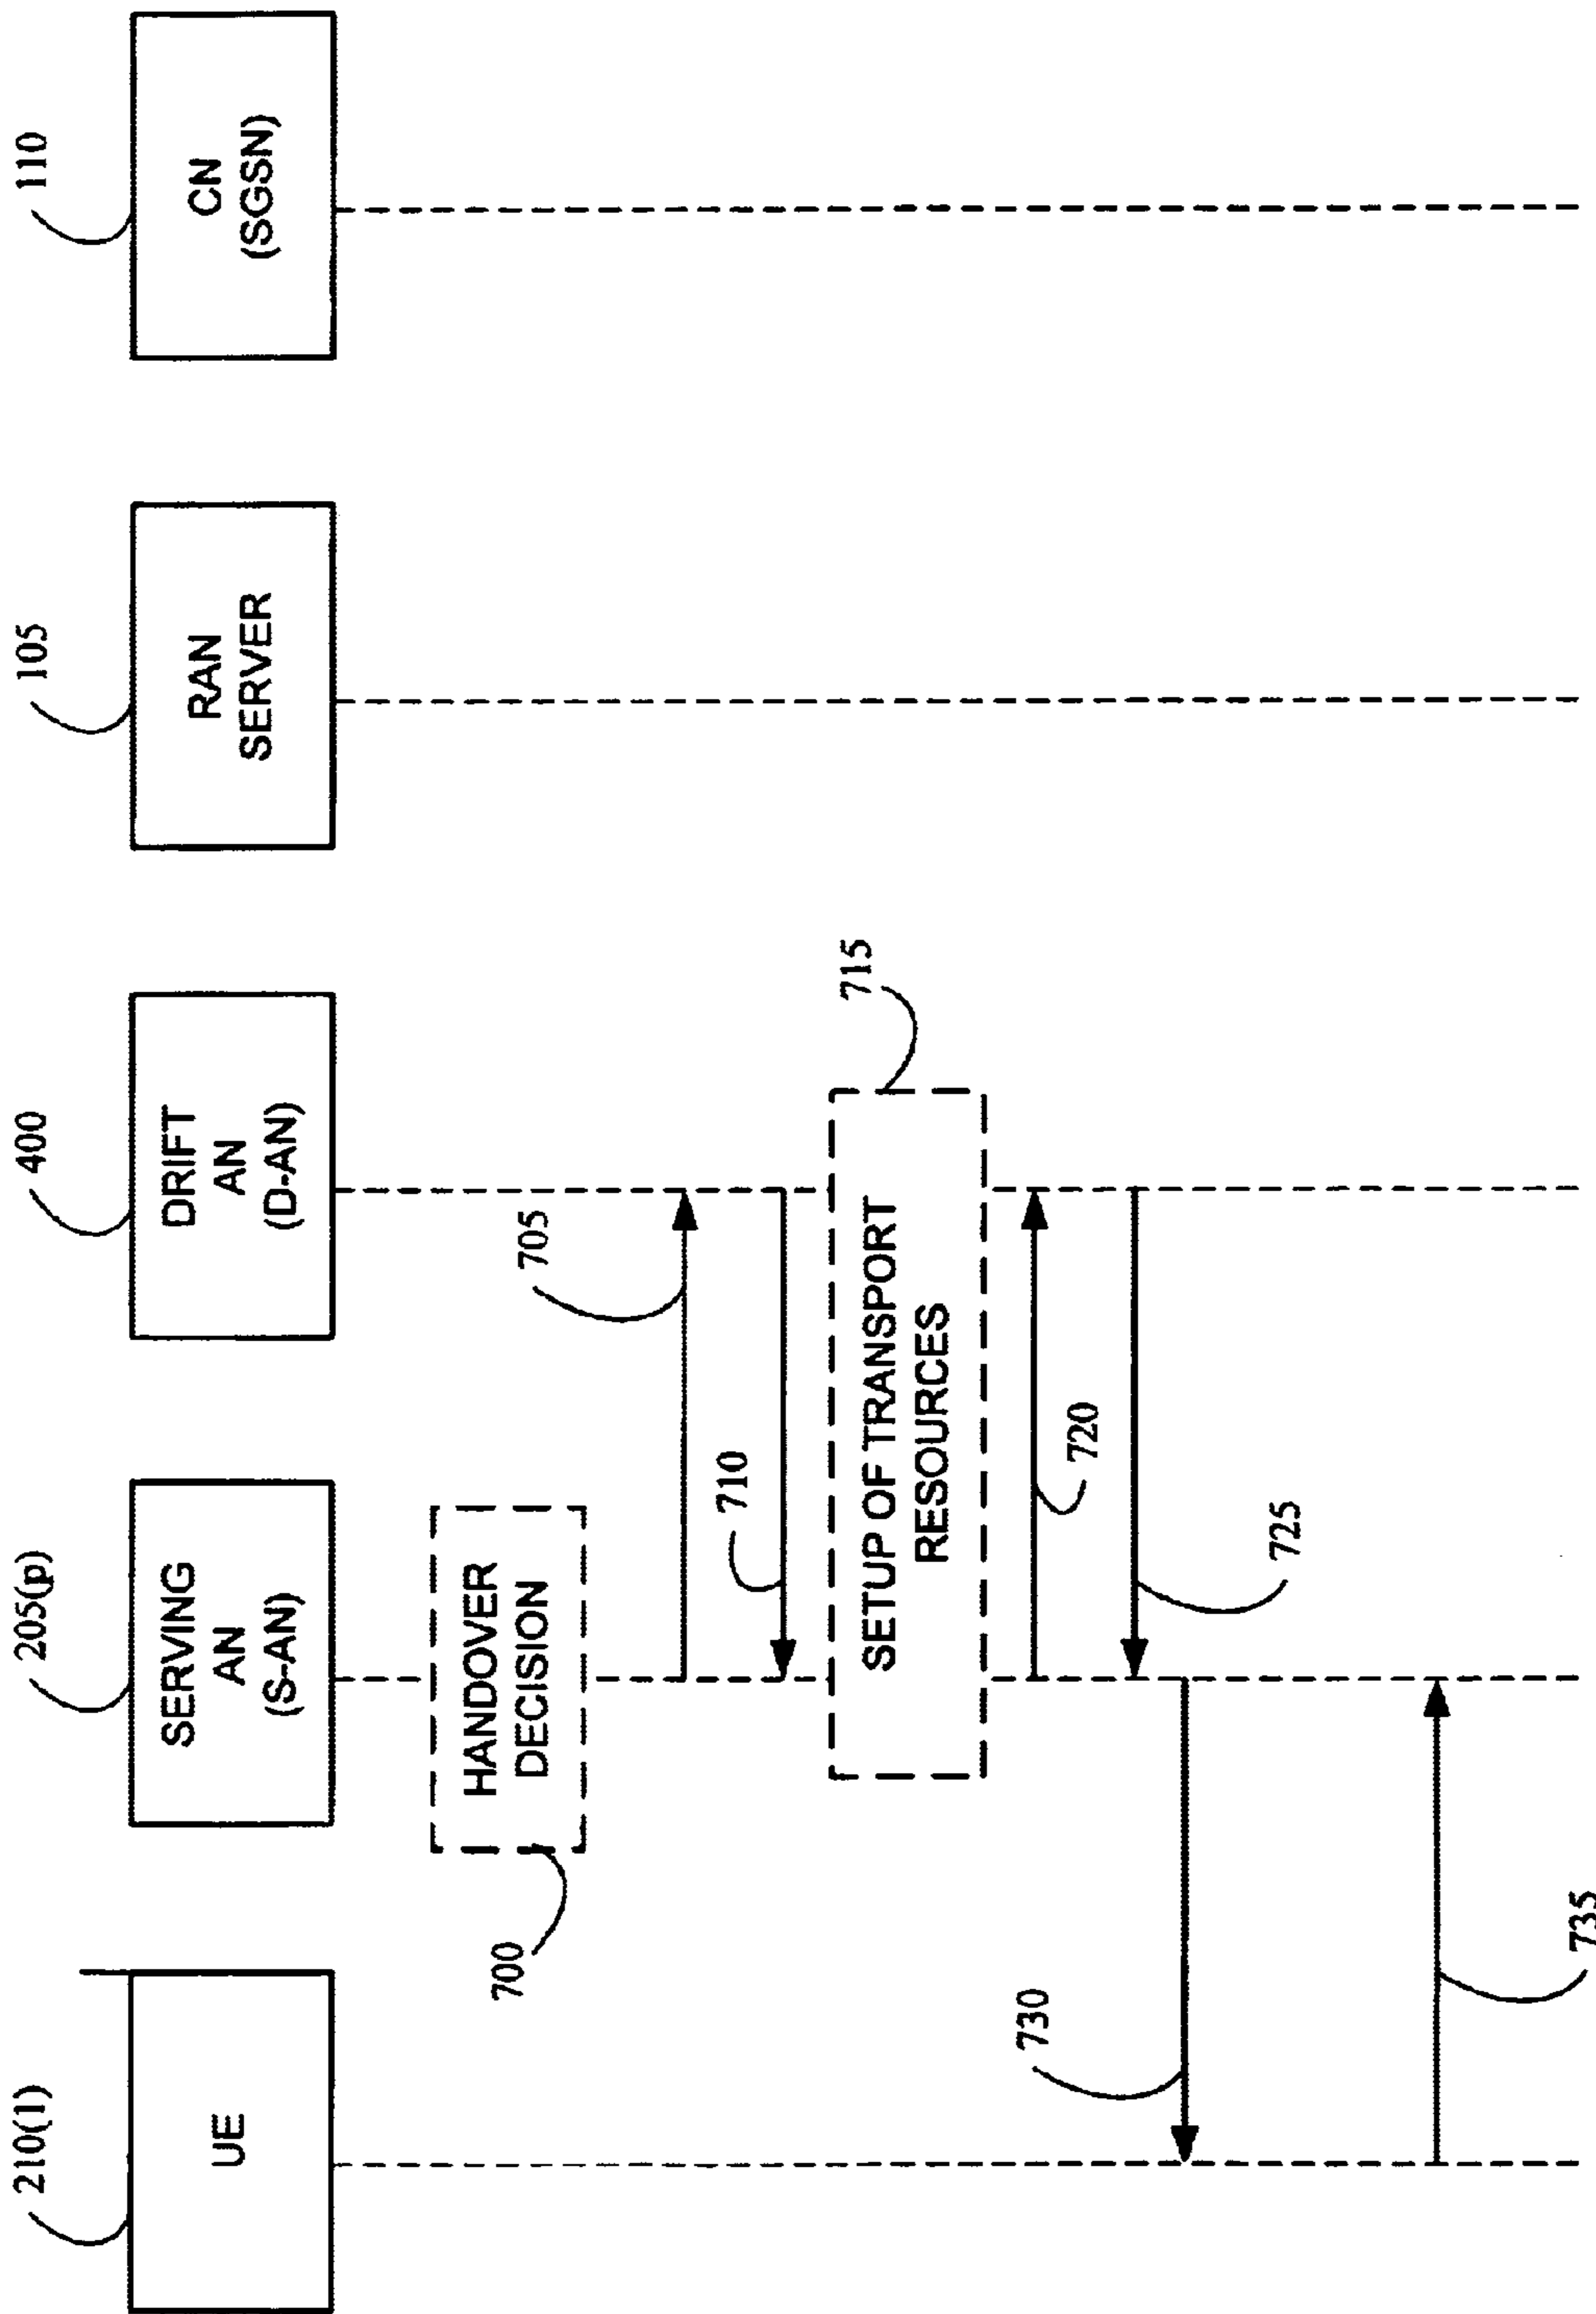 210(1)
205(p)
400
105
110
UE
SERVING
AN
(S-AN)
DRIFT
AN
(D-AN)
RAN
SERVER
CN
(SGSN)
HANDOVER
DECISION
700
705
710
SETUP OF TRANSPORT
RESOURCES
715
720
725
730
735